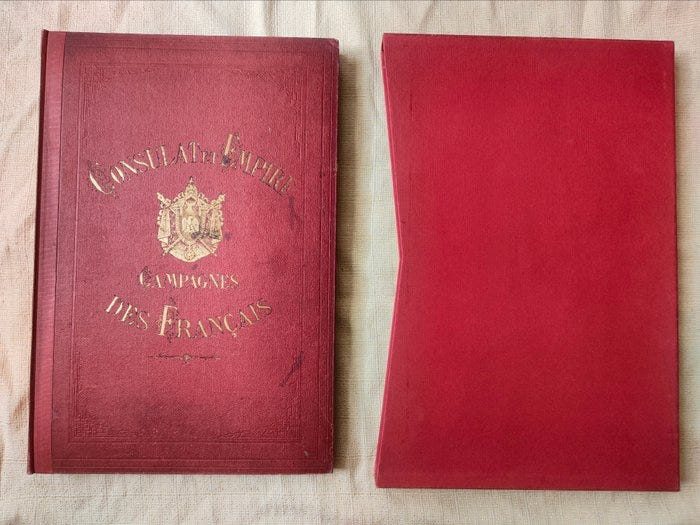 CONSULAT ET EMPIRE
CAMPAGNES
DES FRANÇAIS